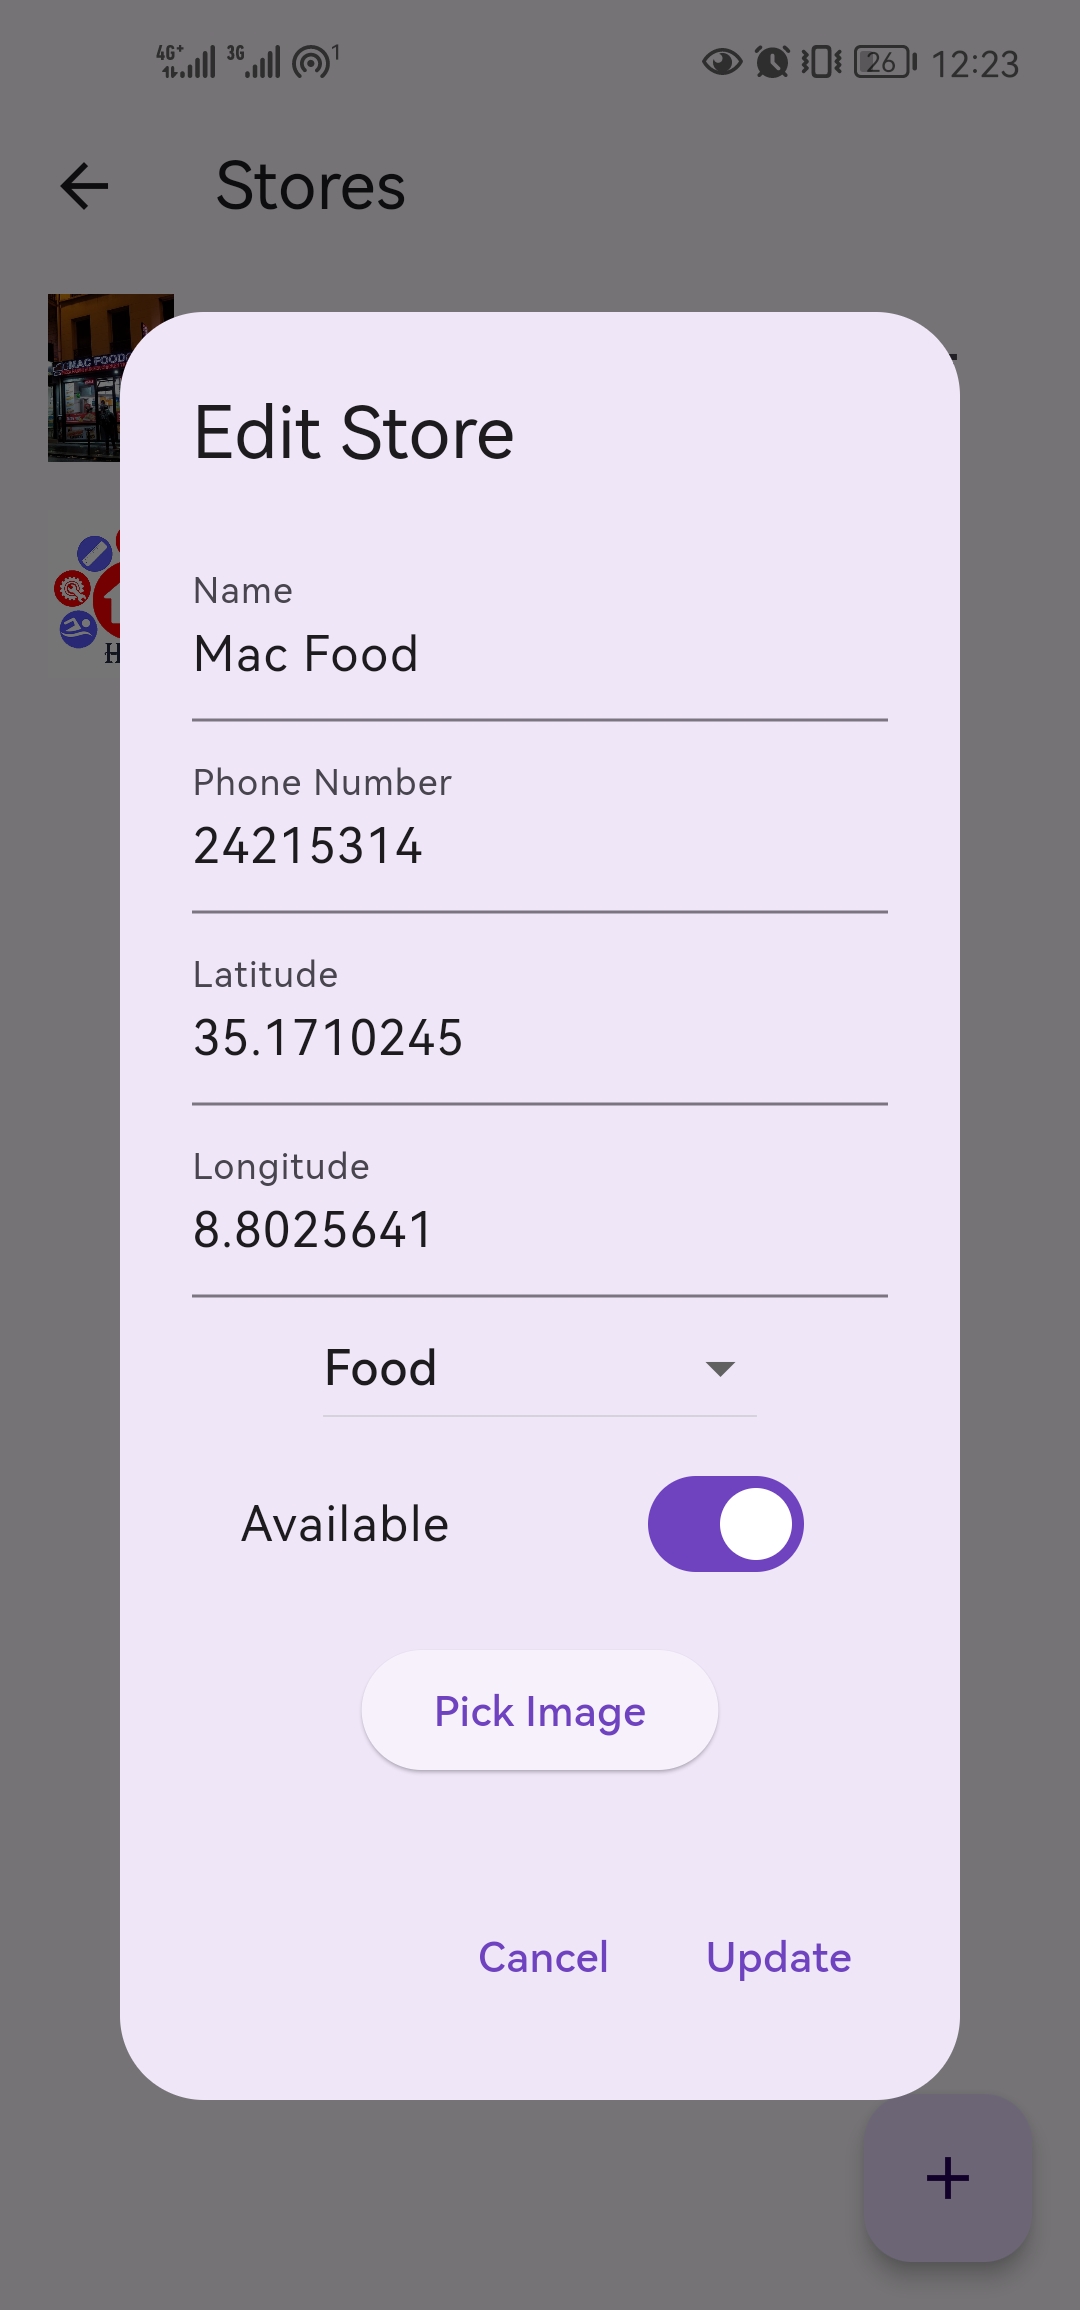 4G+ 3G 1 26 12:23
Stores
MAC FOOD
Edit Store
Name
Mac Food
Phone Number
24215314
Latitude
35.1710245
Longitude
8.8025641
Food
Available
Pick Image
Cancel
Update